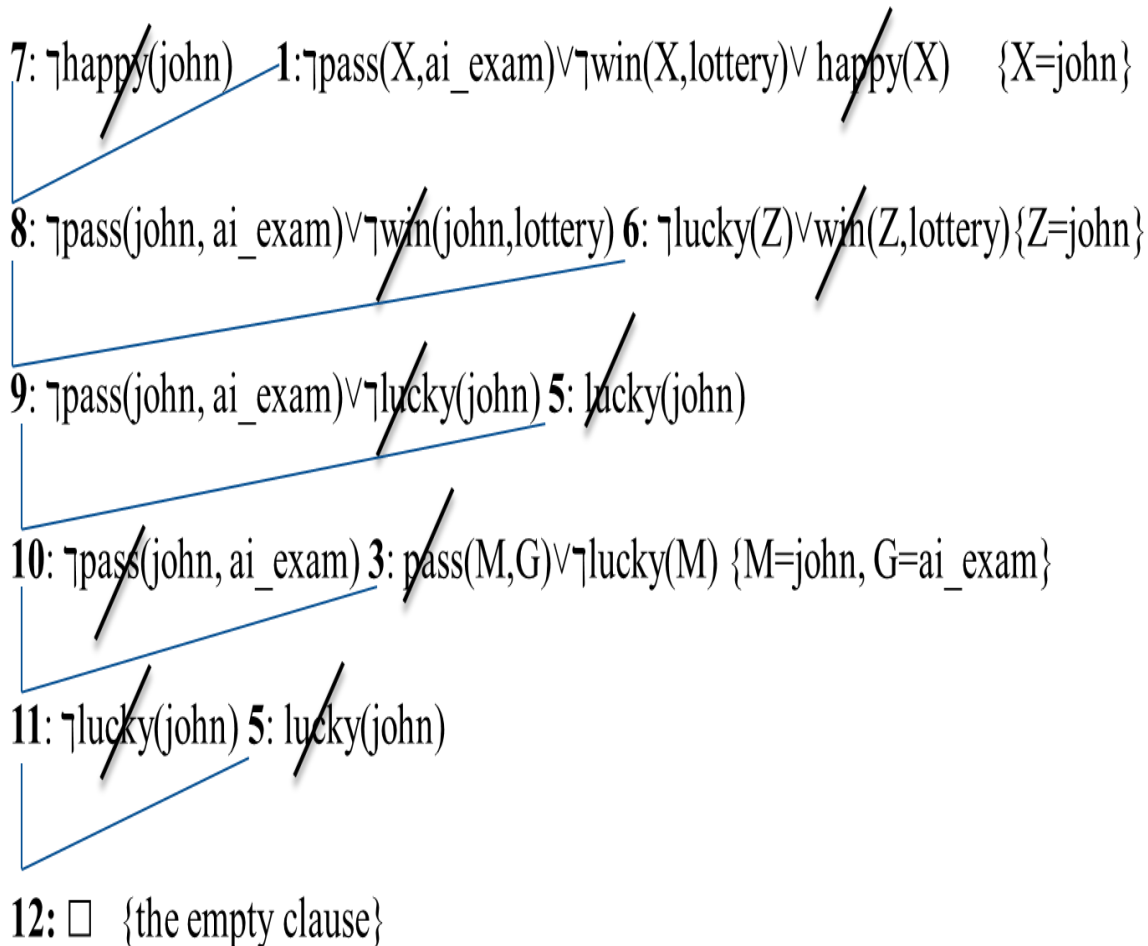 7: ¬happy(john) 1:¬pass(X,ai_exam)∨¬win(X,lottery)∨ happy(X) {X=john}
8: ¬pass(john, ai_exam)∨¬win(john,lottery) 6: ¬lucky(Z)∨win(Z,lottery){Z=john}
9: ¬pass(john, ai_exam)∨¬lucky(john) 5: lucky(john)
10: ¬pass(john, ai_exam) 3: pass(M,G)∨¬lucky(M) {M=john, G=ai_exam}
11: ¬lucky(john) 5: lucky(john)
12: □ {the empty clause}